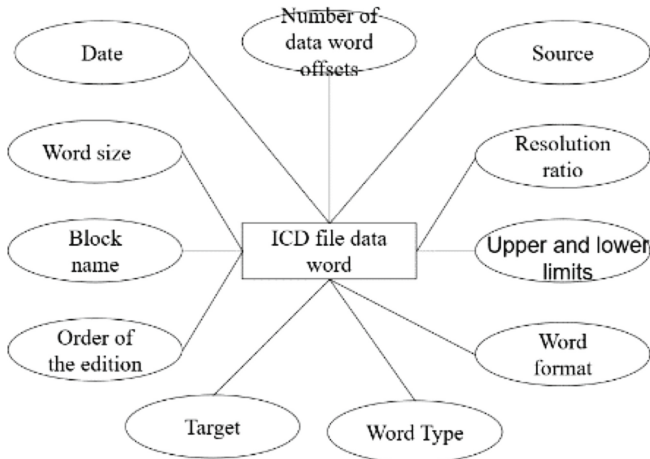 Number of
data word
offsets
Date
Source
Word size
Resolution
ratio
Block
name
ICD file data
word
Upper and lower
limits
Order of
the edition
Word
format
Target
Word Type